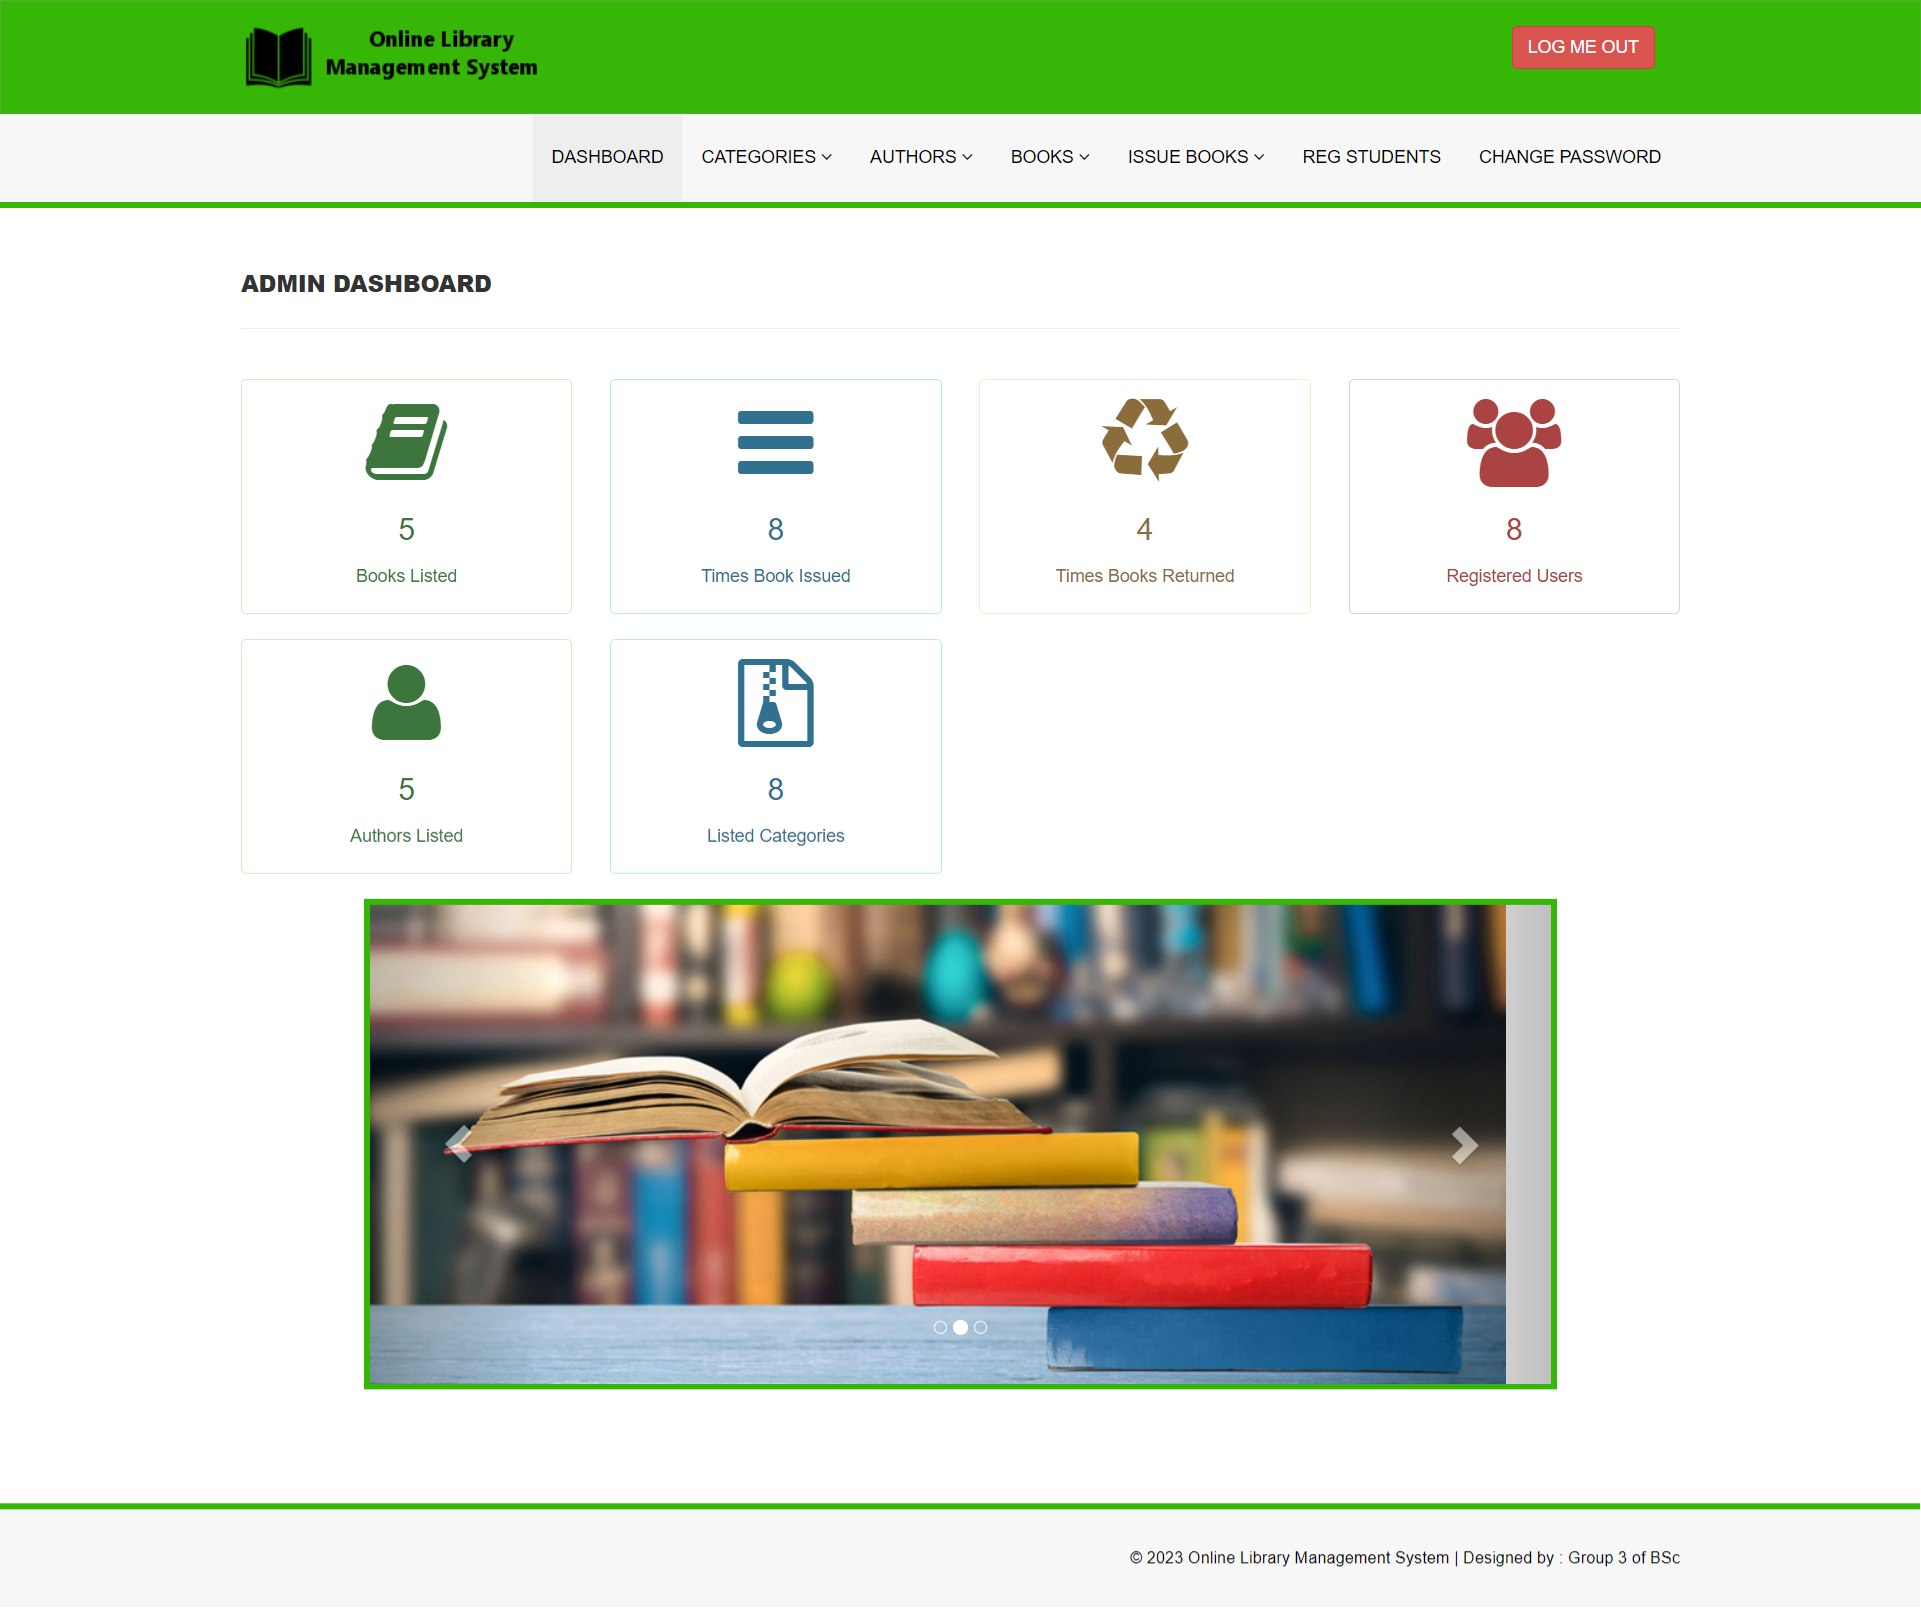 Online Library
Management System
LOG ME OUT
DASHBOARD CATEGORIES AUTHORS BOOKS ISSUE BOOKS REG STUDENTS CHANGE PASSWORD
ADMIN DASHBOARD
5
Books Listed
8
Times Book Issued
4
Times Books Returned
8
Registered Users
5
Authors Listed
8
Listed Categories
© 2023 Online Library Management System | Designed by : Group 3 of BSc